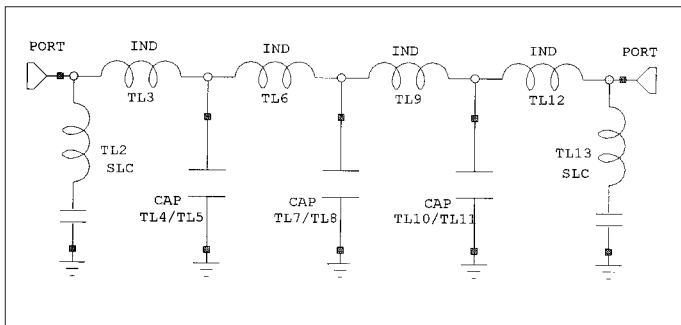 PORT
IND
IND
IND
IND
PORT
TL3
TL6
TL9
TL12
TL2
SLC
TL13
SLC
CAP
TL4/TL5
CAP
TL7/TL8
CAP
TL10/TL11